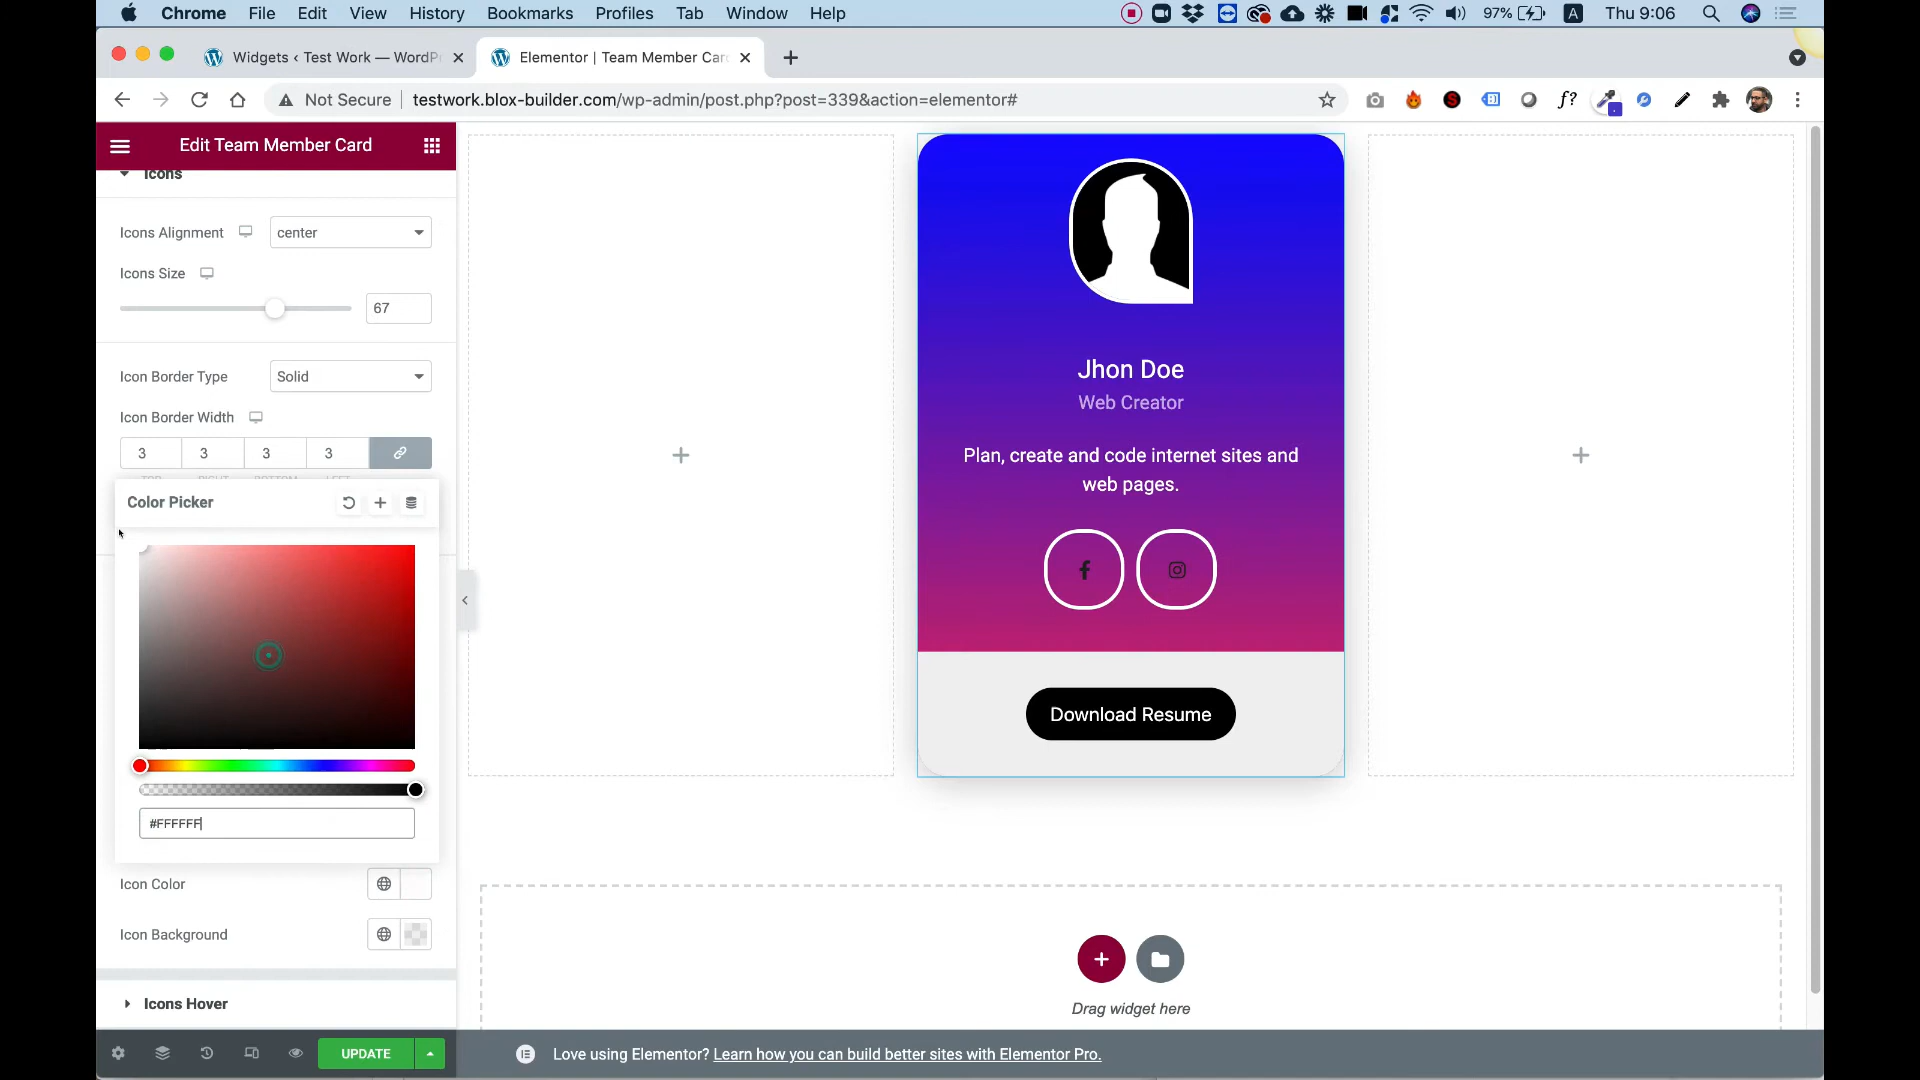 Chrome File Edit View History Bookmarks Profiles Tab Window Help 97% A Thu 9:06
Widgets ‹ Test Work — WordP
Elementor | Team Member Car
Not Secure testwork.blox-builder.com/wp-admin/post.php?post=339&action=elementor#
f?
Edit Team Member Card
Icons
Icons Alignment center
Icons Size
67
Icon Border Type Solid
Icon Border Width
3 3 3 3
Color Picker
#FFFFFF
Icon Color
Icon Background
Icons Hover
UPDATE
Jhon Doe
Web Creator
Plan, create and code internet sites and
web pages.
Download Resume
Drag widget here
Love using Elementor? Learn how you can build better sites with Elementor Pro.